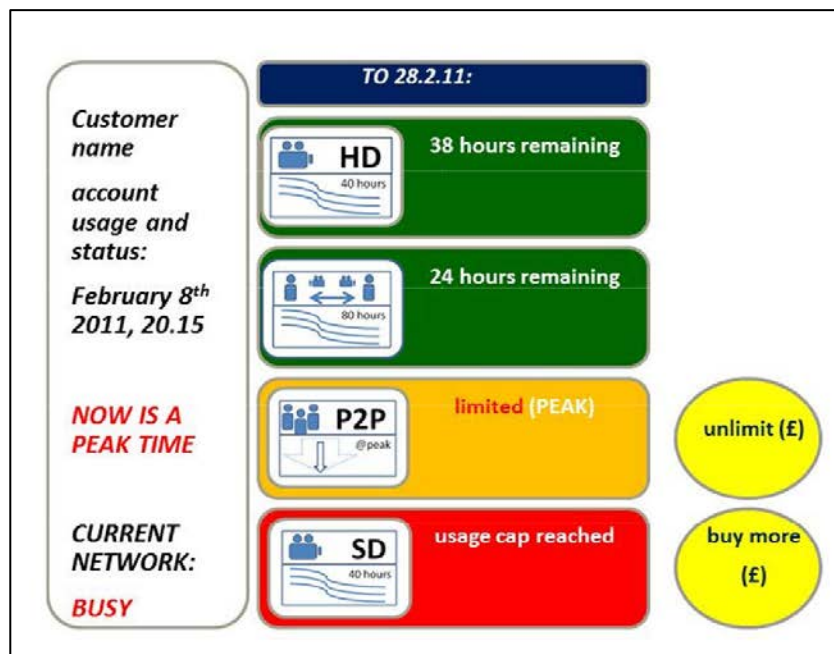 Customer
name
account
usage and
status:
February 8th
2011, 20.15
NOW IS A
PEAK TIME
CURRENT
NETWORK:
BUSY
TO 28.2.11:
HD
40 hours
38 hours remaining
80 hours
24 hours remaining
P2P
@peak
limited (PEAK)
unlimit (£)
SD
40 hours
usage cap reached
buy more
(£)